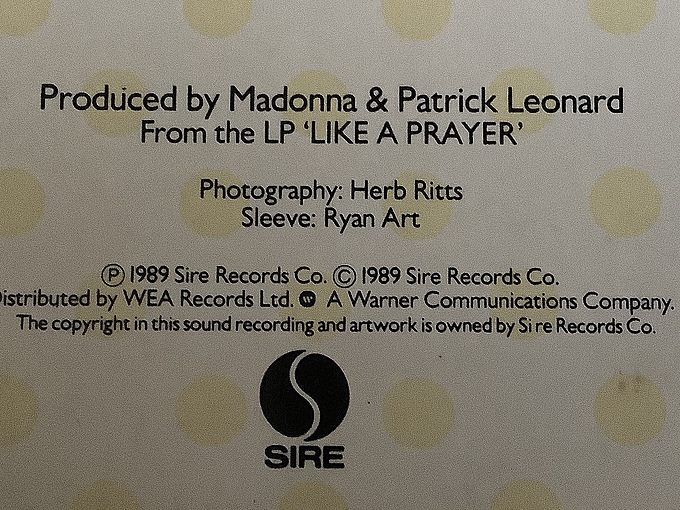 Produced by Madonna & Patrick Leonard
From the LP ‘LIKE A PRAYER’
Photography: Herb Ritts
Sleeve: Ryan Art
Ⓟ 1989 Sire Records Co. © 1989 Sire Records Co.
Distributed by WEA Records Ltd. A Warner Communications Company.
The copyright in this sound recording and artwork is owned by Sire Records Co.
SIRE